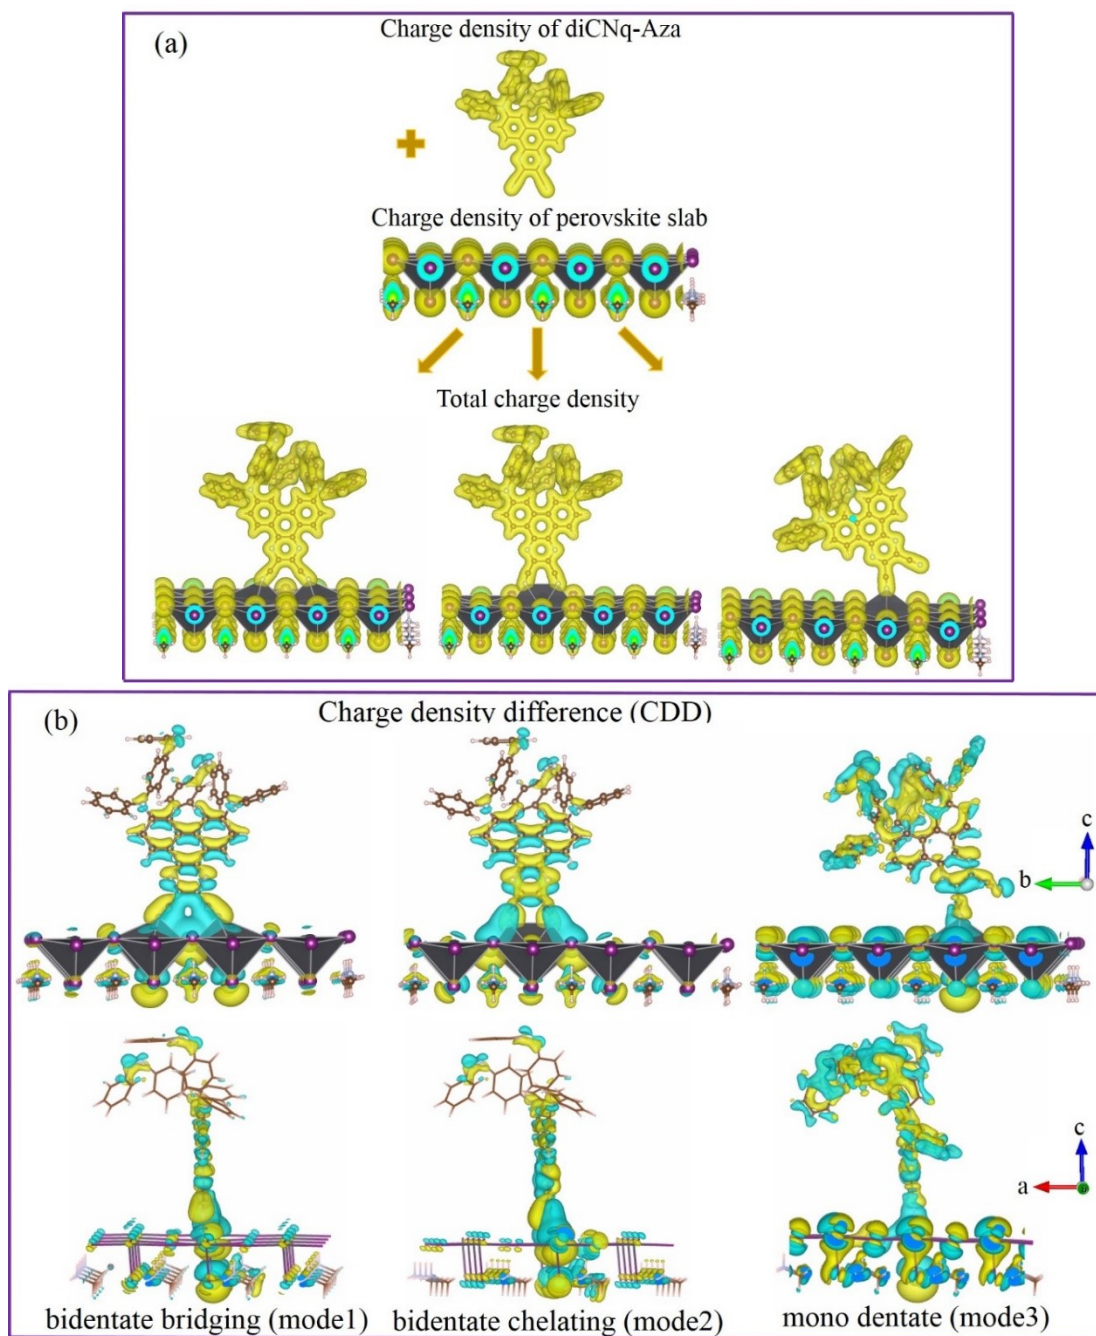 (a)
Charge density of diCNq-Aza
Charge density of perovskite slab
Total charge density
(b)
Charge density difference (CDD)
c
b
c
a
bidentate bridging (mode1)
bidentate chelating (mode2)
mono dentate (mode3)